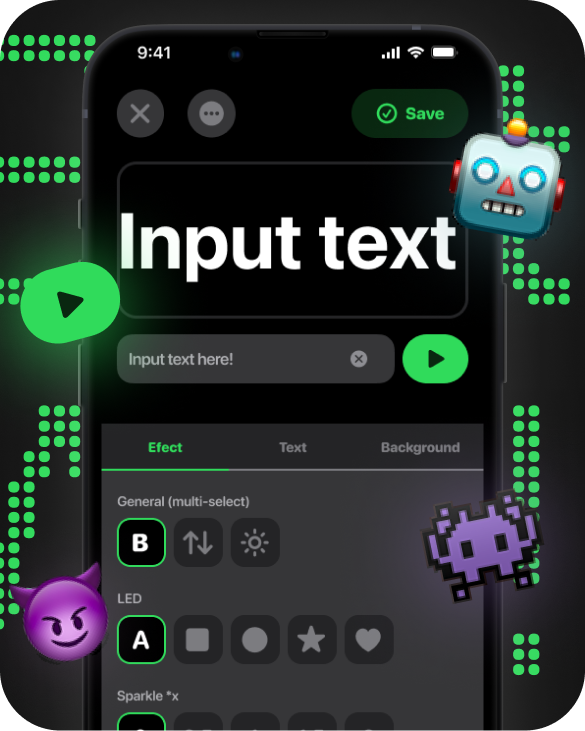 9:41
Save
Input text
Input text here!
Efect Text Background
General (multi-select)
B
LED
A
Sparkle *x